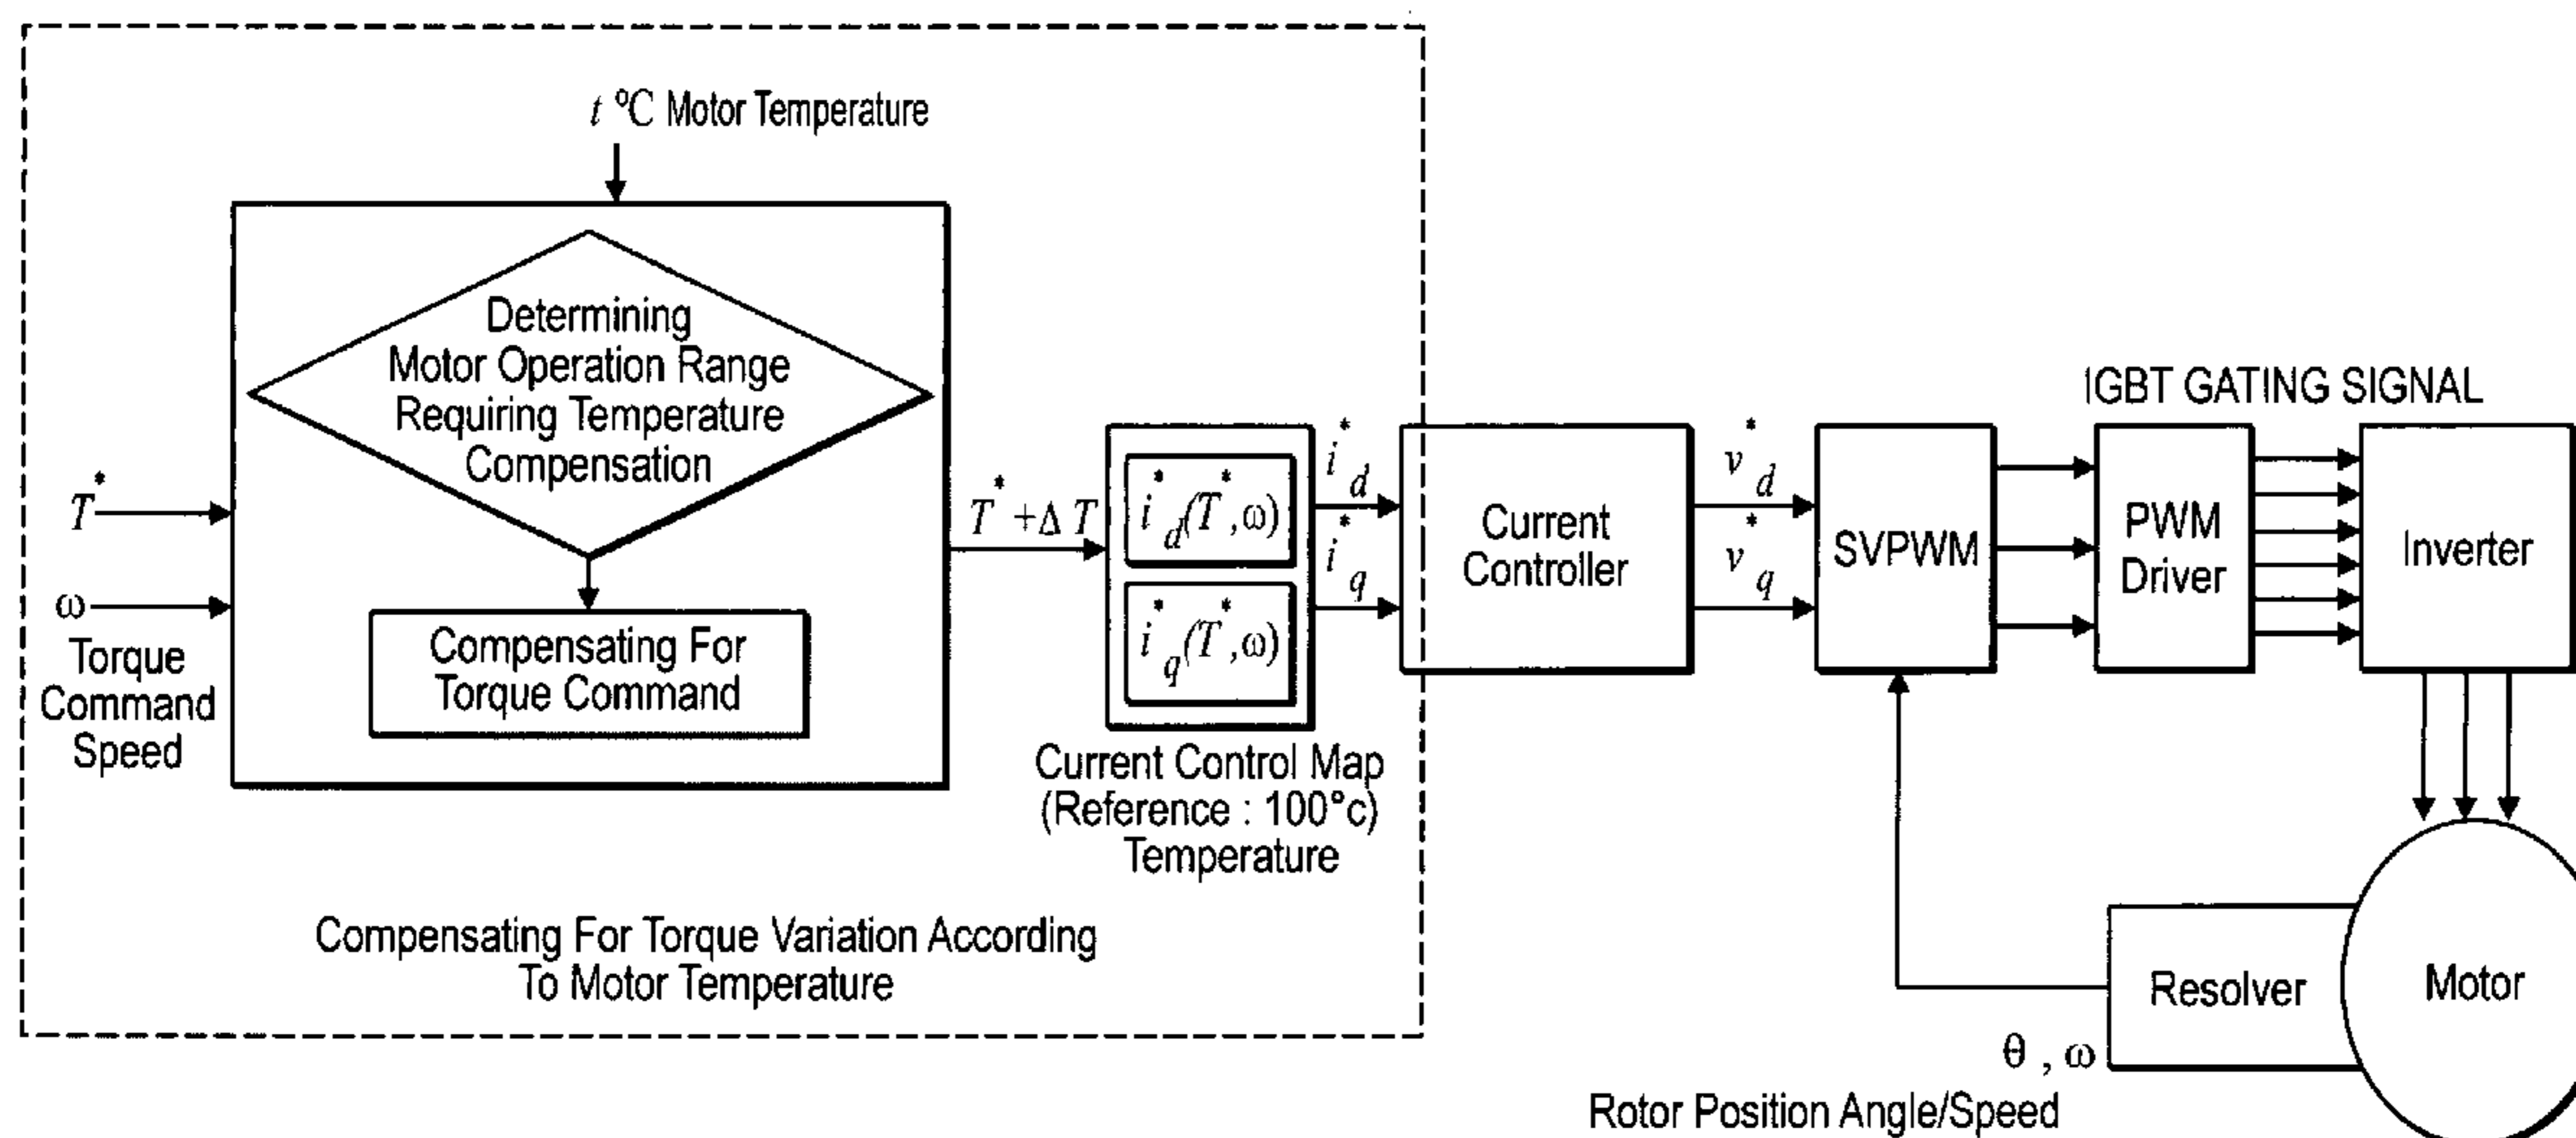 t °C Motor Temperature
Determining
Motor Operation Range
Requiring Temperature
Compensation
T*
ω
Torque
Command
Speed
Compensating For
Torque Command
T* +Δ T
i*d(T*,ω)
i*q(T*,ω)
Current Control Map
(Reference : 100°c)
Temperature
i*d
i*q
Compensating For Torque Variation According
To Motor Temperature
Current
Controller
v*d
v*q
SVPWM
IGBT GATING SIGNAL
PWM
Driver
Inverter
Resolver
Motor
θ , ω
Rotor Position Angle/Speed